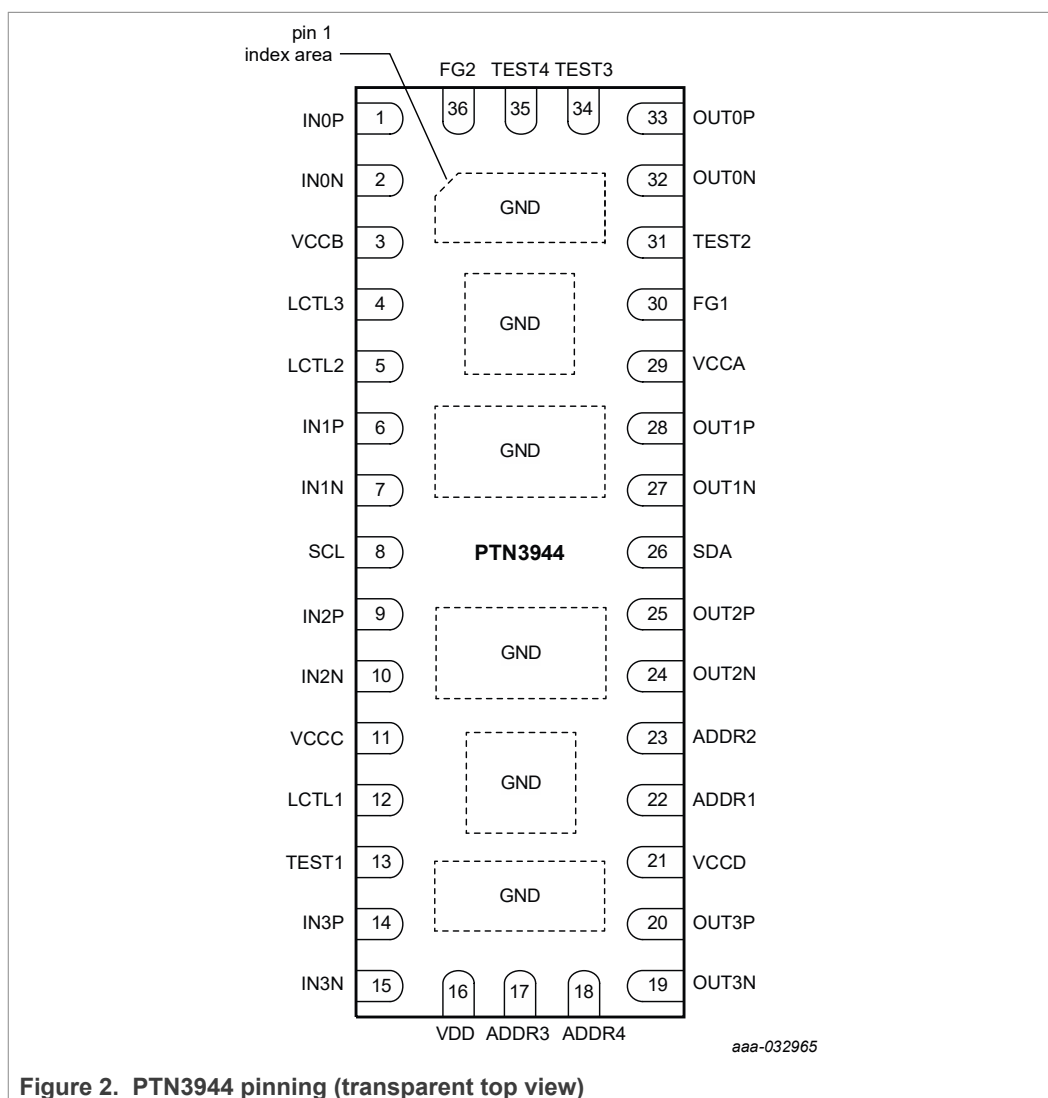 pin 1
index area
FG2 TEST4 TEST3
36 35 34
IN0P 1 33 OUT0P
IN0N 2 32 OUT0N
GND
VCCB 3 31 TEST2
LCTL3 4 30 FG1
GND
LCTL2 5 29 VCCA
IN1P 6 28 OUT1P
GND
IN1N 7 27 OUT1N
SCL 8 PTN3944 26 SDA
IN2P 9 25 OUT2P
GND
IN2N 10 24 OUT2N
VCCC 11 23 ADDR2
GND
LCTL1 12 22 ADDR1
TEST1 13 21 VCCD
GND
IN3P 14 20 OUT3P
IN3N 15 19 OUT3N
16 17 18
VDD ADDR3 ADDR4
aaa-032965
Figure 2. PTN3944 pinning (transparent top view)